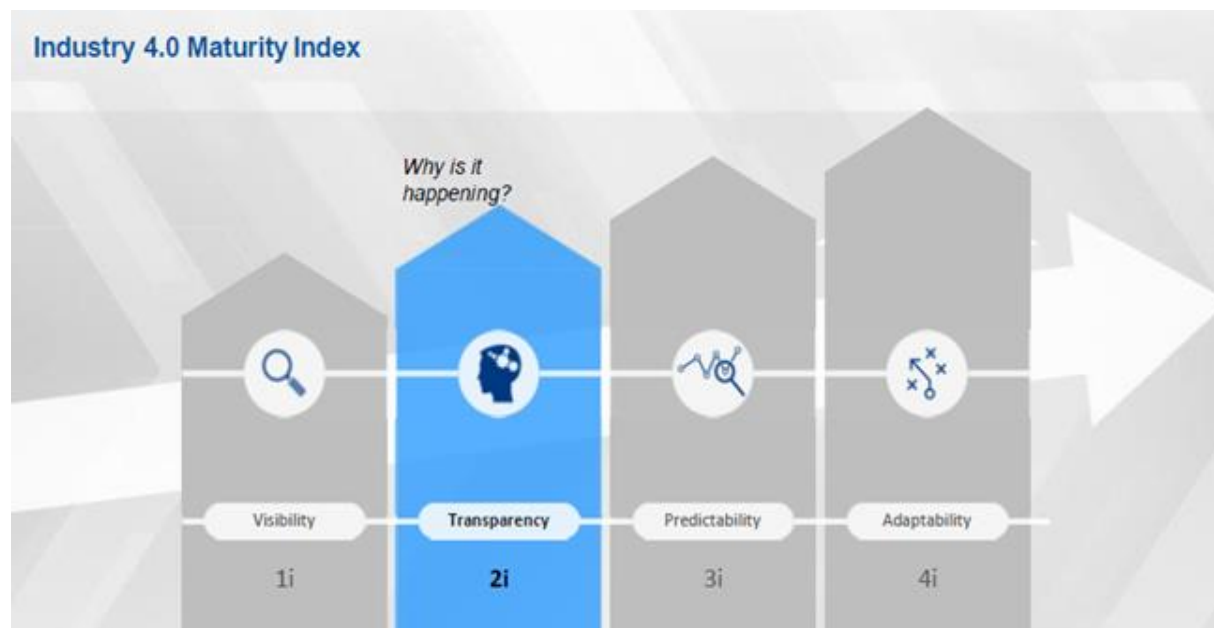 Industry 4.0 Maturity Index
Why is it
happening?
Visibility
Transparency
Predictability
Adaptability
1i
2i
3i
4i